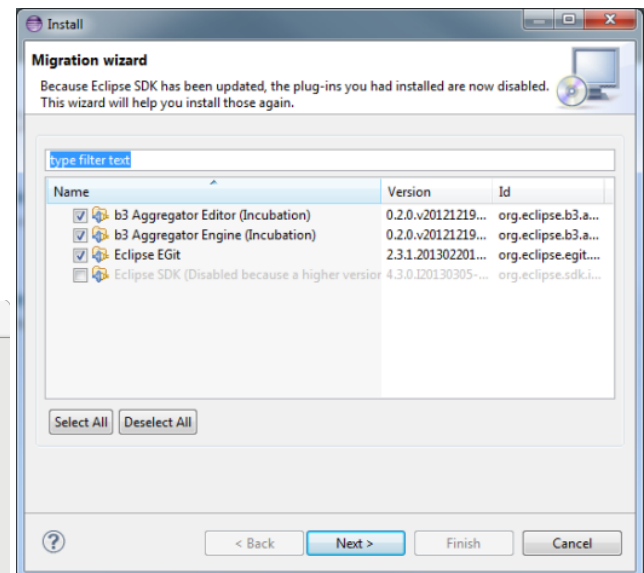 Install
Migration wizard
Because Eclipse SDK has been updated, the plug-ins you had installed are now disabled.
This wizard will help you install those again.
type filter text
Name Version Id
b3 Aggregator Editor (Incubation) 0.2.0.v20121219... org.eclipse.b3.a...
b3 Aggregator Engine (Incubation) 0.2.0.v20121219... org.eclipse.b3.a...
Eclipse EGit 2.3.1.201302201... org.eclipse.egit....
Eclipse SDK (Disabled because a higher version 4.3.0.I20130305-... org.eclipse.sdk.i...
Select All Deselect All
< Back Next > Finish Cancel